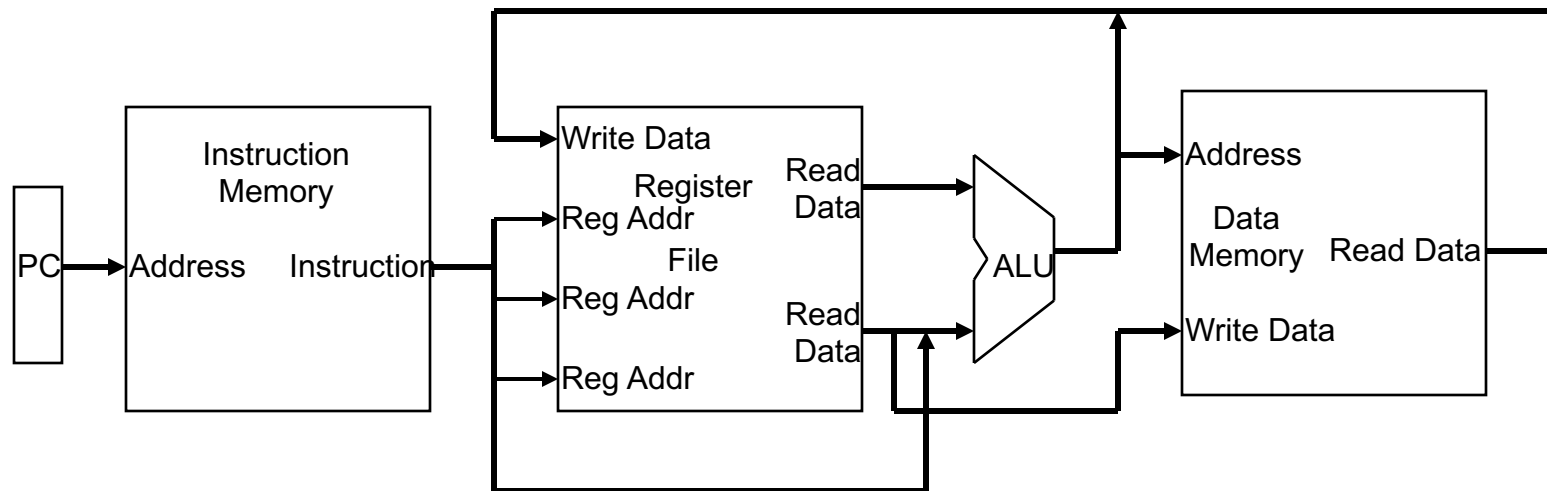 PC
Instruction
Memory
Address
Instruction
Write Data
Register
File
Reg Addr
Reg Addr
Reg Addr
Read
Data
Read
Data
ALU
Address
Data
Memory
Read Data
Write Data